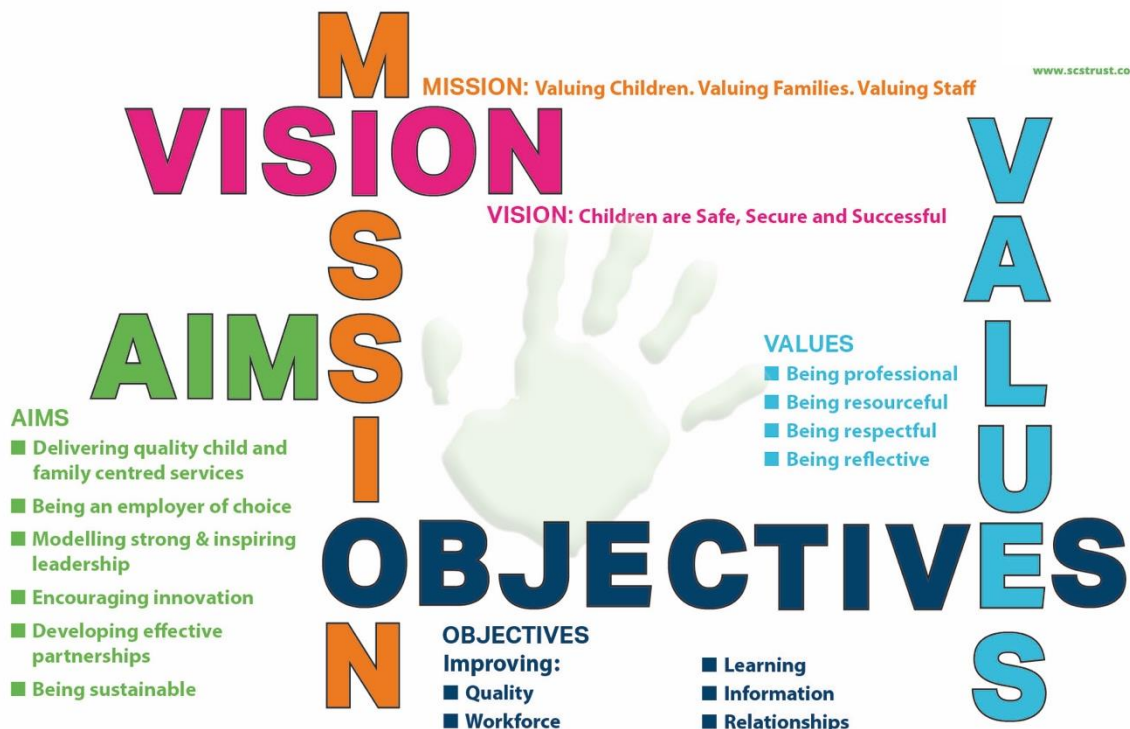 www.scstrust.co
MISSION
MISSION: Valuing Children. Valuing Families. Valuing Staff
VISION
VISION: Children are Safe, Secure and Successful
VALUES
AIMS
VALUES
Being professional
Being resourceful
Being respectful
Being reflective
AIMS
Delivering quality child and
family centred services
Being an employer of choice
Modelling strong & inspiring
leadership
Encouraging innovation
Developing effective
partnerships
Being sustainable
OBJECTIVES
OBJECTIVES
Improving:
Quality
Workforce
Learning
Information
Relationships